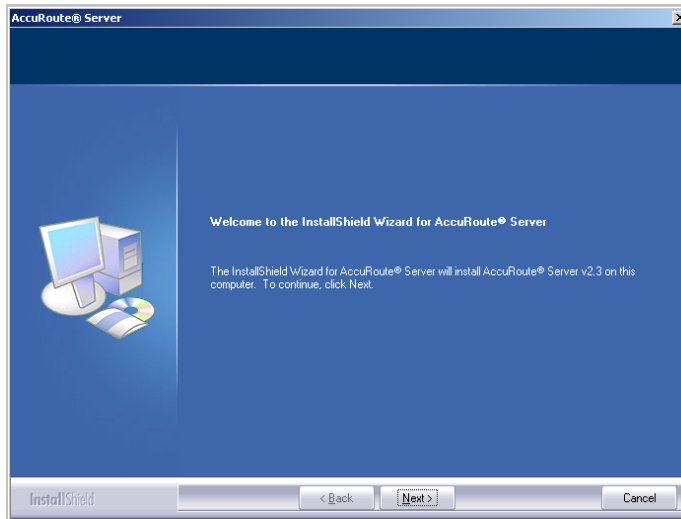 AccuRoute® Server
Welcome to the InstallShield Wizard for AccuRoute® Server
The InstallShield Wizard for AccuRoute® Server will install AccuRoute® Server v2.3 on this
computer. To continue, click Next.
InstallShield
< Back
Next >
Cancel